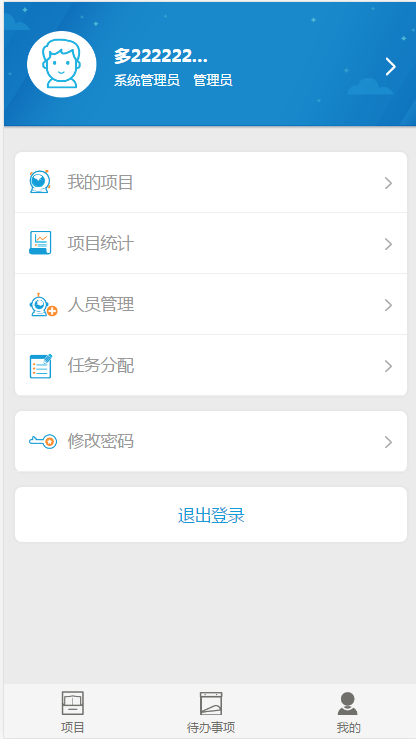 多222222...
系统管理员 管理员
我的项目
项目统计
人员管理
任务分配
修改密码
退出登录
项目 待办事项 我的